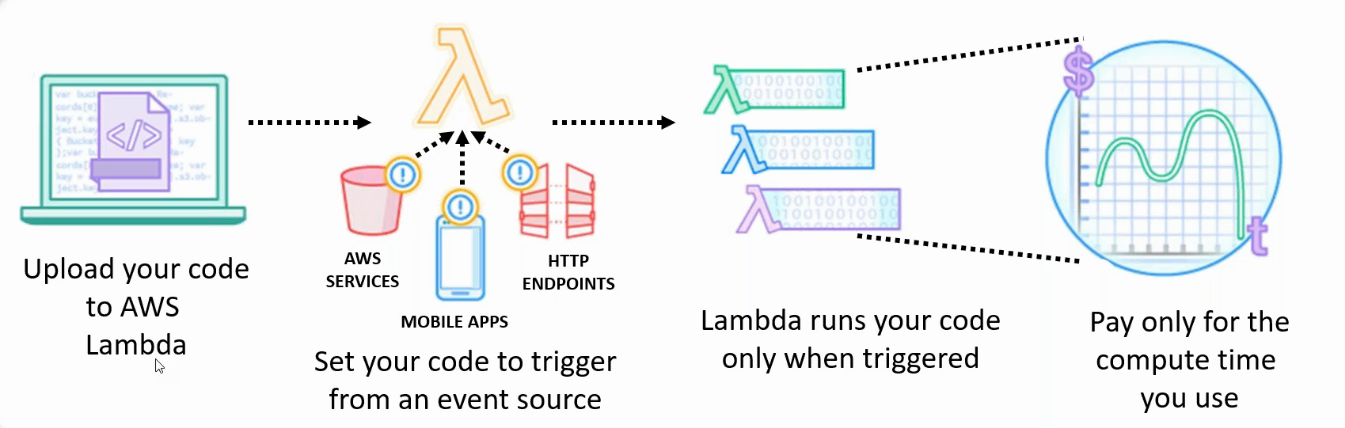 Upload your code
to AWS
Lambda
AWS
SERVICES
MOBILE APPS
HTTP
ENDPOINTS
Set your code to trigger
from an event source
Lambda runs your code
only when triggered
$
t
Pay only for the
compute time
you use